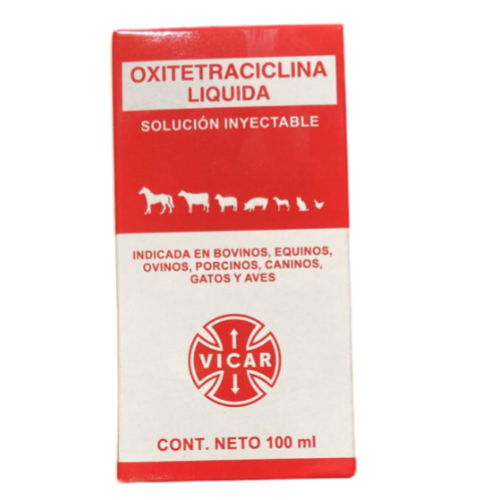 OXITETRACICLINA
LIQUIDA
SOLUCIÓN INYECTABLE
INDICADA EN BOVINOS, EQUINOS,
OVINOS, PORCINOS, CANINOS,
GATOS Y AVES
VICAR
CONT. NETO 100 ml